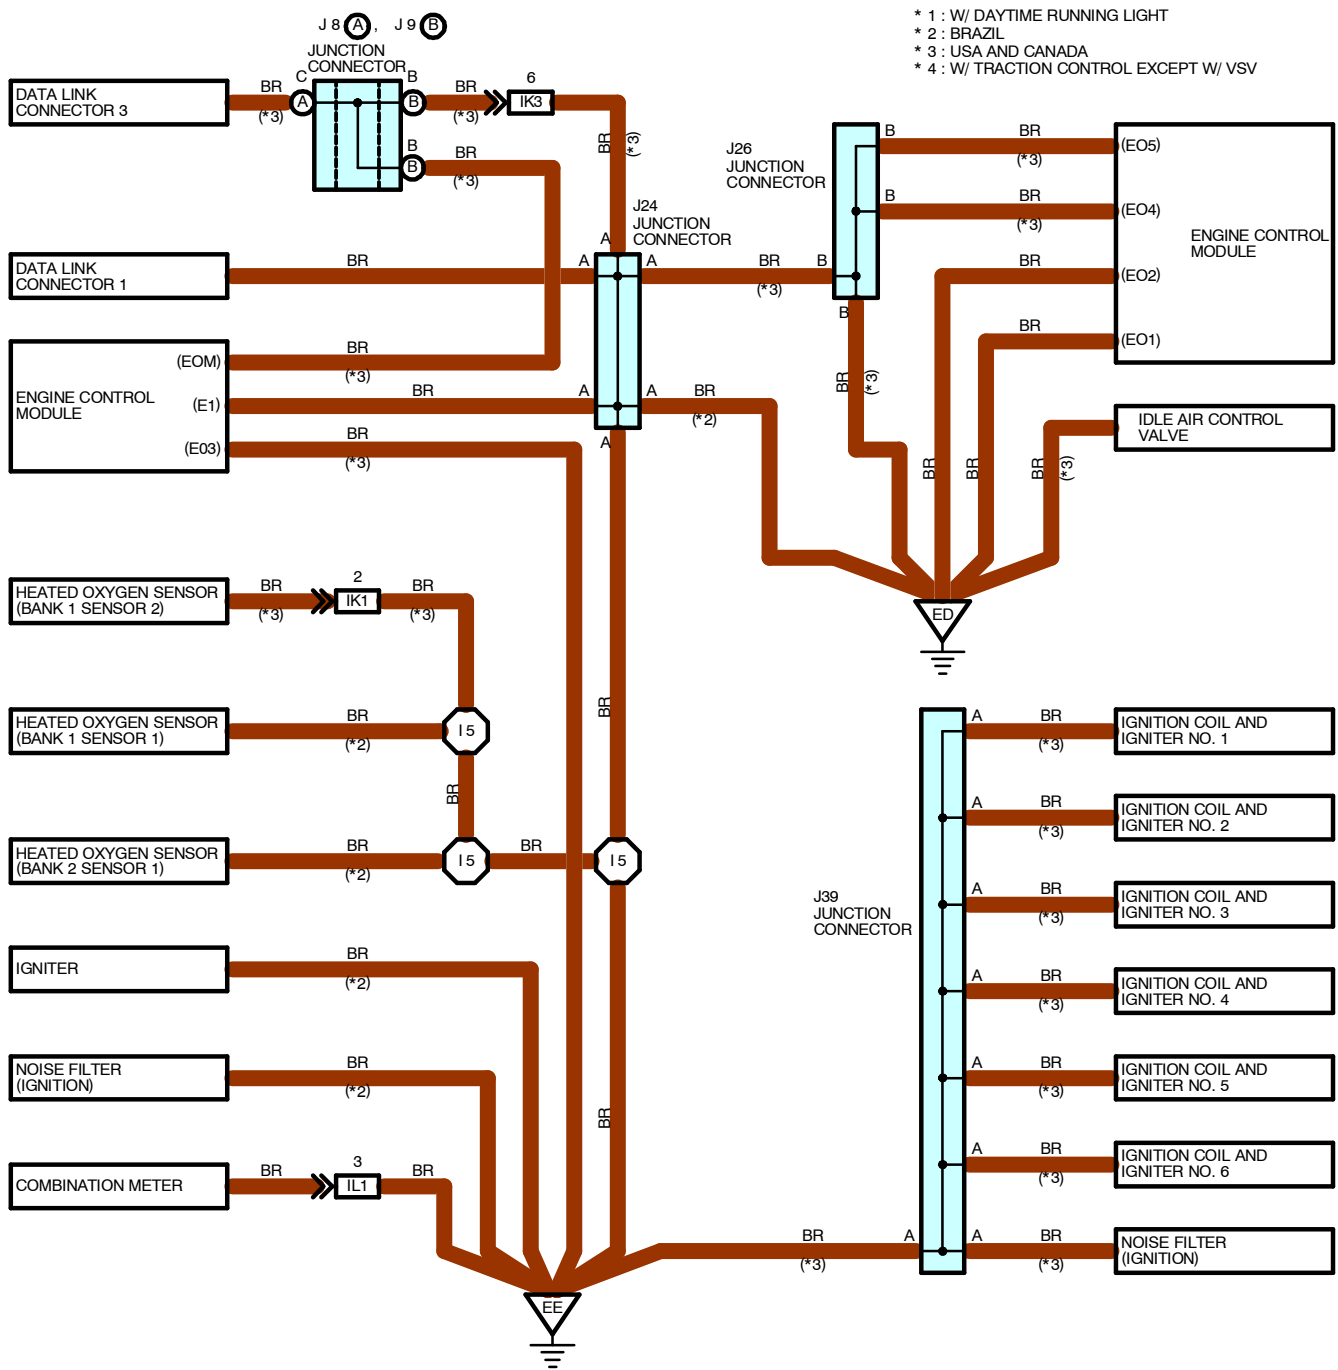 * 1 : W/ DAYTIME RUNNING LIGHT
* 2 : BRAZIL
* 3 : USA AND CANADA
* 4 : W/ TRACTION CONTROL EXCEPT W/ VSV
J 8 A , J 9 B
JUNCTION
CONNECTOR
DATA LINK
CONNECTOR 3
BR
(*3)
C
A
B
B
BR
(*3)
6
IK3
BR
(*3)
B
B
BR
(*3)
J24
JUNCTION
CONNECTOR
A
DATA LINK
CONNECTOR 1
BR
A
A
BR
(*3)
B
J26
JUNCTION
CONNECTOR
B
BR
(*3)
(EO5)
B
BR
(*3)
(EO4)
ENGINE CONTROL
MODULE
BR
(EO2)
BR
(EO1)
B
BR
(*3)
ENGINE CONTROL
MODULE
(EOM)
BR
(*3)
(E1)
BR
A
A
BR
(*2)
(E03)
BR
(*3)
A
IDLE AIR CONTROL
VALVE
BR
BR
BR
(*3)
ED
HEATED OXYGEN SENSOR
(BANK 1 SENSOR 2)
BR
(*3)
2
IK1
BR
(*3)
HEATED OXYGEN SENSOR
(BANK 1 SENSOR 1)
BR
(*2)
I 5
BR
BR
HEATED OXYGEN SENSOR
(BANK 2 SENSOR 1)
BR
(*2)
I 5
BR
I 5
IGNITER
BR
(*2)
NOISE FILTER
(IGNITION)
BR
(*2)
BR
COMBINATION METER
BR
3
IL1
BR
EE
BR
(*3)
A
J39
JUNCTION
CONNECTOR
A
BR
(*3)
IGNITION COIL AND
IGNITER NO. 1
A
BR
(*3)
IGNITION COIL AND
IGNITER NO. 2
A
BR
(*3)
IGNITION COIL AND
IGNITER NO. 3
A
BR
(*3)
IGNITION COIL AND
IGNITER NO. 4
A
BR
(*3)
IGNITION COIL AND
IGNITER NO. 5
A
BR
(*3)
IGNITION COIL AND
IGNITER NO. 6
A
BR
(*3)
NOISE FILTER
(IGNITION)